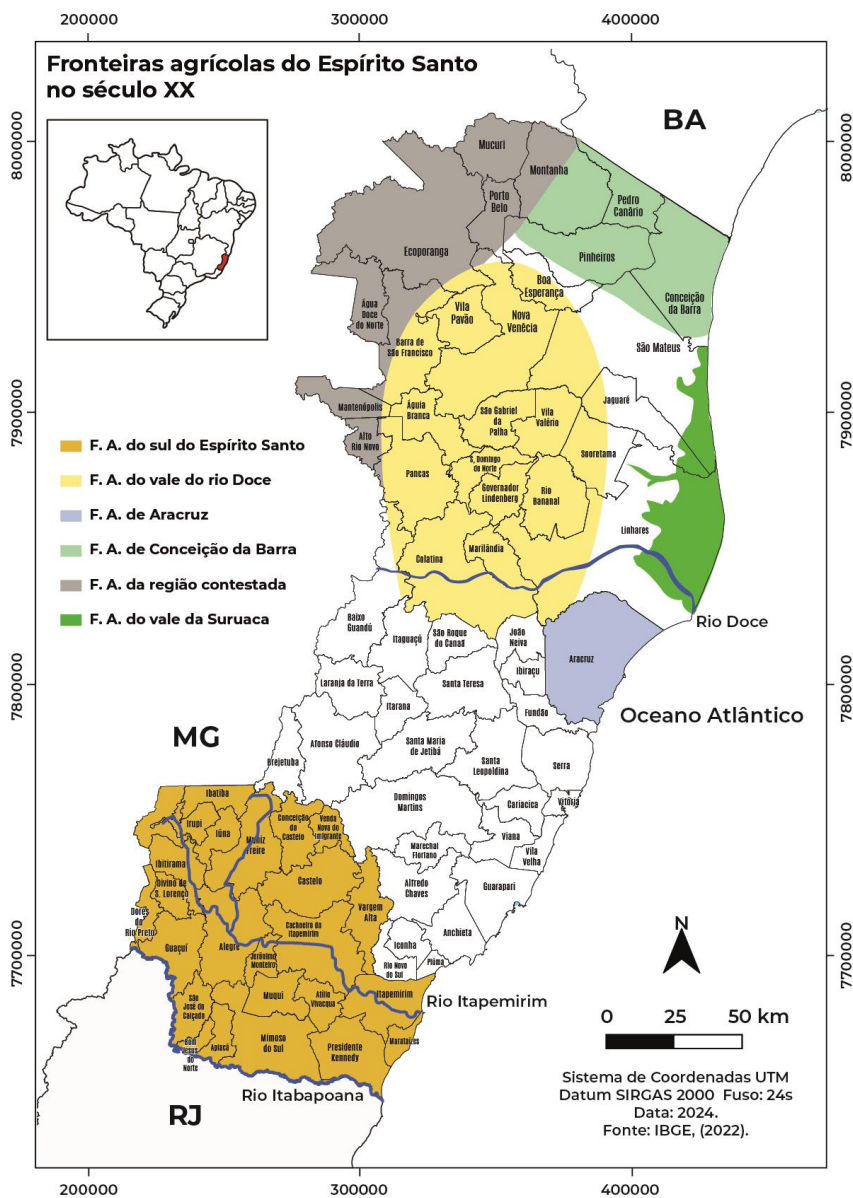 200000
300000
400000
Fronteiras agrícolas do Espírito Santo
no século XX
BA
8000000
8000000
Mucuri
Montanha
Porto
Belo
Pedro
Canário
Ecoporanga
Pinheiros
Boa
Esperança
Conceição
da Barra
Água
Doce
do Norte
Vila
Pavão
Nova
Venécia
Barra de
São Francisco
São Mateus
7900000
7900000
Mantenópolis
Águia
Branca
São Gabriel
da
Palha
Vila
Valério
Jaguaré
Alto
Rio Novo
F. A. do sul do Espírito Santo
F. A. do vale do rio Doce
F. A. de Aracruz
F. A. de Conceição da Barra
F. A. da região contestada
F. A. do vale da Suruaca
Pancas
S. Domingo
do Norte
Sooretama
Governador
Lindenberg
Rio
Bananal
Linhares
Colatina
Marilândia
Rio Doce
Baixo
Guandú
Itaguaçú
São Roque
do Canaã
João
Neiva
Aracruz
Ibiraçu
7800000
7800000
Laranja da Terra
Santa Teresa
Itarana
Fundão
Oceano Atlântico
MG
Brejetuba
Afonso Cláudio
Santa Maria
de Jetibá
Santa
Leopoldina
Serra
Ibatiba
Domingos
Martins
Cariacica
Vitória
Irupi
Iúna
Muniz
Freire
Conceição
do
Castelo
Venda
Nova do
Imigrante
Viana
Marechal
Floriano
Vila
Velha
Ibitirama
Divino de
S. Lorenço
Castelo
Alfredo
Chaves
Guarapari
Vargem
Alta
Dores
do
Rio Preto
Cachoeiro do
Itapemirim
Anchieta
Guaçuí
Alegre
Iconha
N
7700000
7700000
Jerônimo
Monteiro
Rio Novo
do Sul
Piúma
São
José do
Calçado
Muqui
Atílio
Vivacqua
Itapemirim
Rio Itapemirim
0 25 50 km
Bom
Jesus
do
Norte
Apiacá
Mimoso
do Sul
Presidente
Kennedy
Marataízes
Rio Itabapoana
RJ
Sistema de Coordenadas UTM
Datum SIRGAS 2000 Fuso: 24s
Data: 2024.
Fonte: IBGE, (2022).
200000
300000
400000